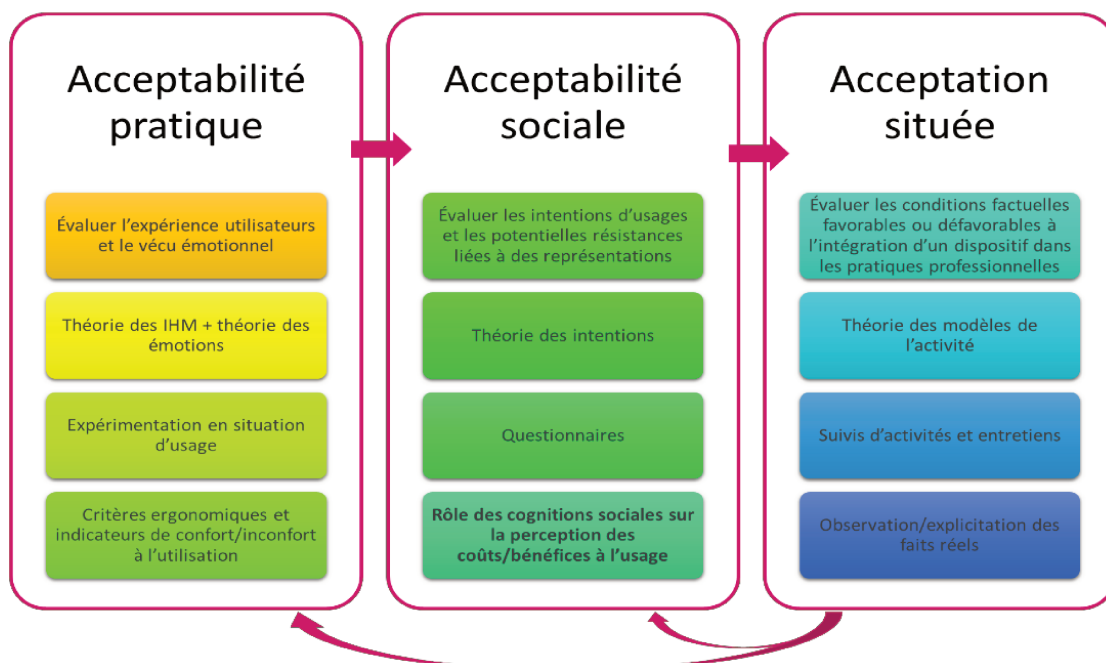 Acceptabilité
pratique
Évaluer l'expérience utilisateurs
et le vécu émotionnel
Théorie des IHM + théorie des
émotions
Expérimentation en situation
d'usage
Critères ergonomiques et
indicateurs de confort/inconfort
à l'utilisation
Acceptabilité
sociale
Évaluer les intentions d'usages
et les potentielles résistances
liées à des représentations
Théorie des intentions
Questionnaires
Rôle des cognitions sociales sur
la perception des
coûts/bénéfices à l'usage
Acceptation
située
Évaluer les conditions factuelles
favorables ou défavorables à
l'intégration d'un dispositif dans
les pratiques professionnelles
Théorie des modèles de
l'activité
Suivis d'activités et entretiens
Observation/explicitation des
faits réels